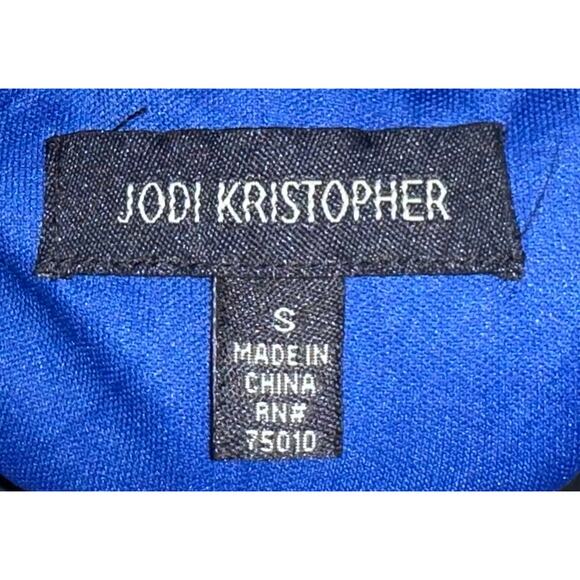 JODI KRISTOPHER
S
MADE IN
CHINA
RN#
75010